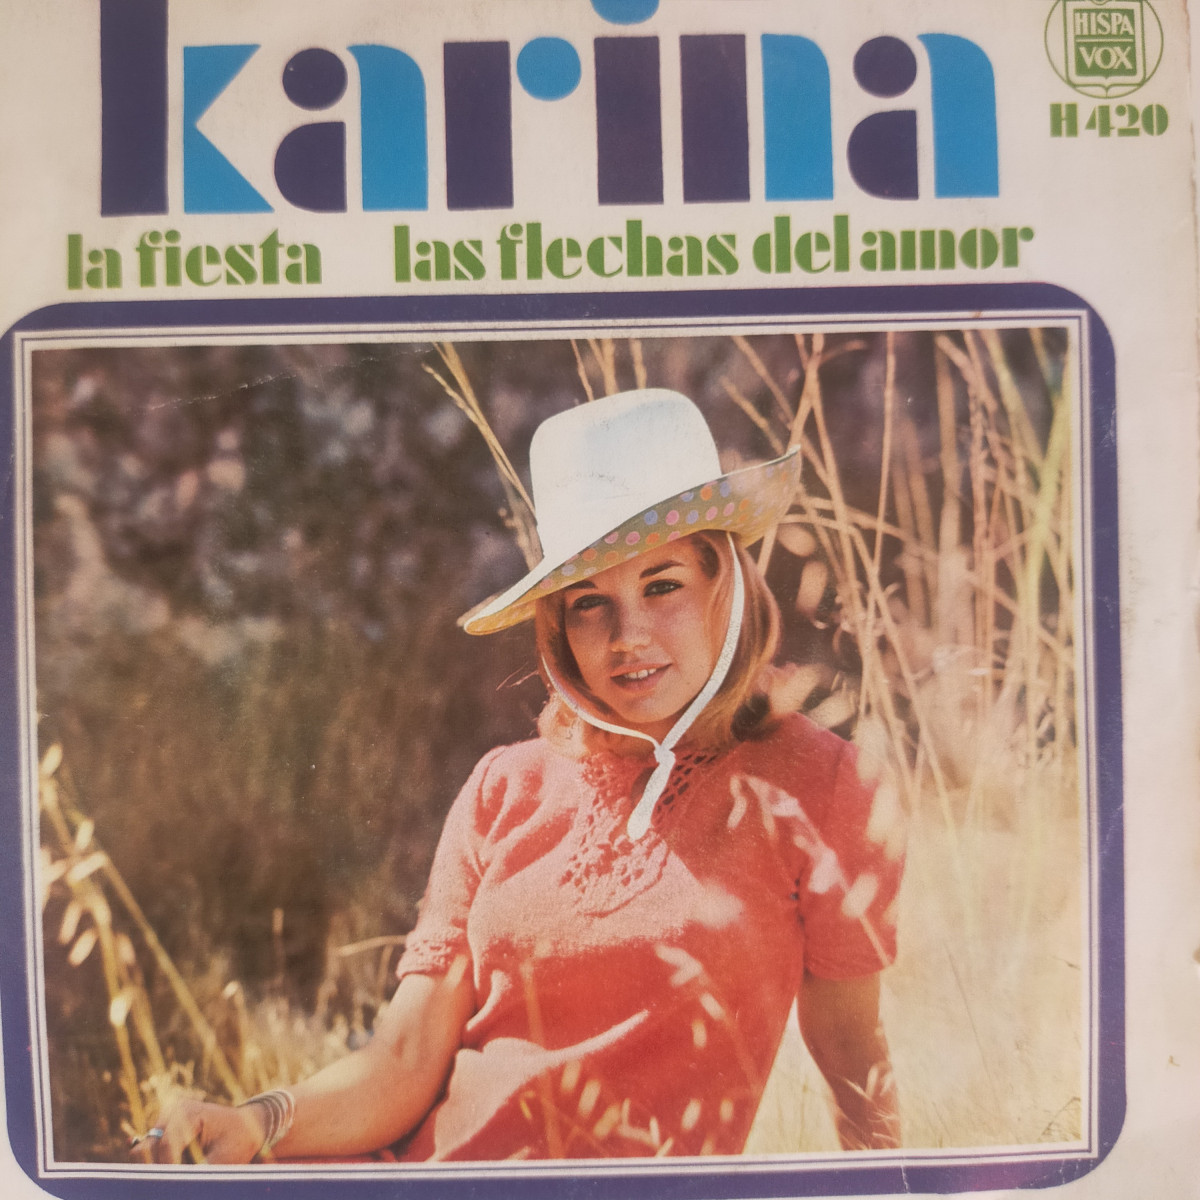 karina
HISPA
VOX
H 420
la fiesta las flechas del amor